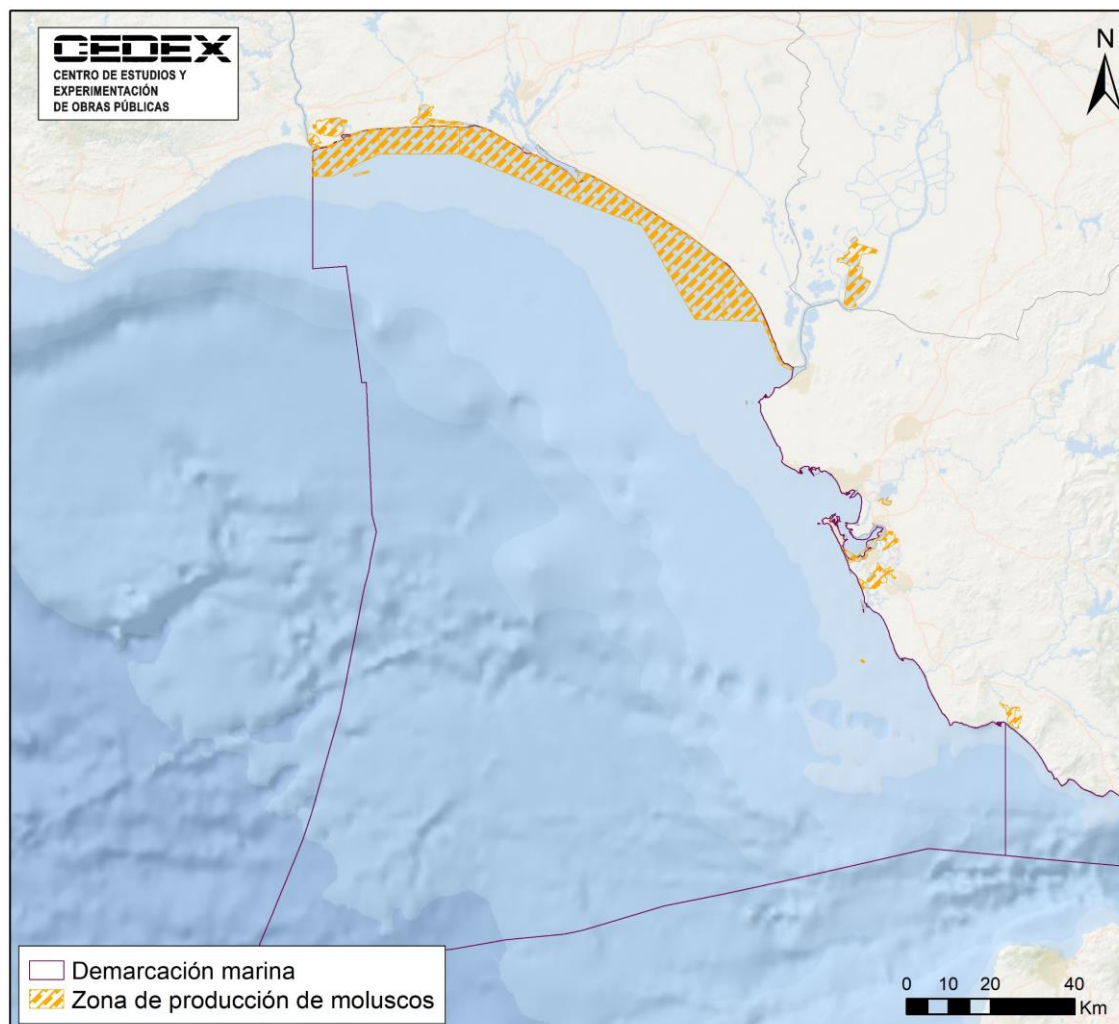 CEDEX
CENTRO DE ESTUDIOS Y
EXPERIMENTACIÓN
DE OBRAS PÚBLICAS
N
Demarcación marina
Zona de producción de moluscos
0 10 20 40
Km